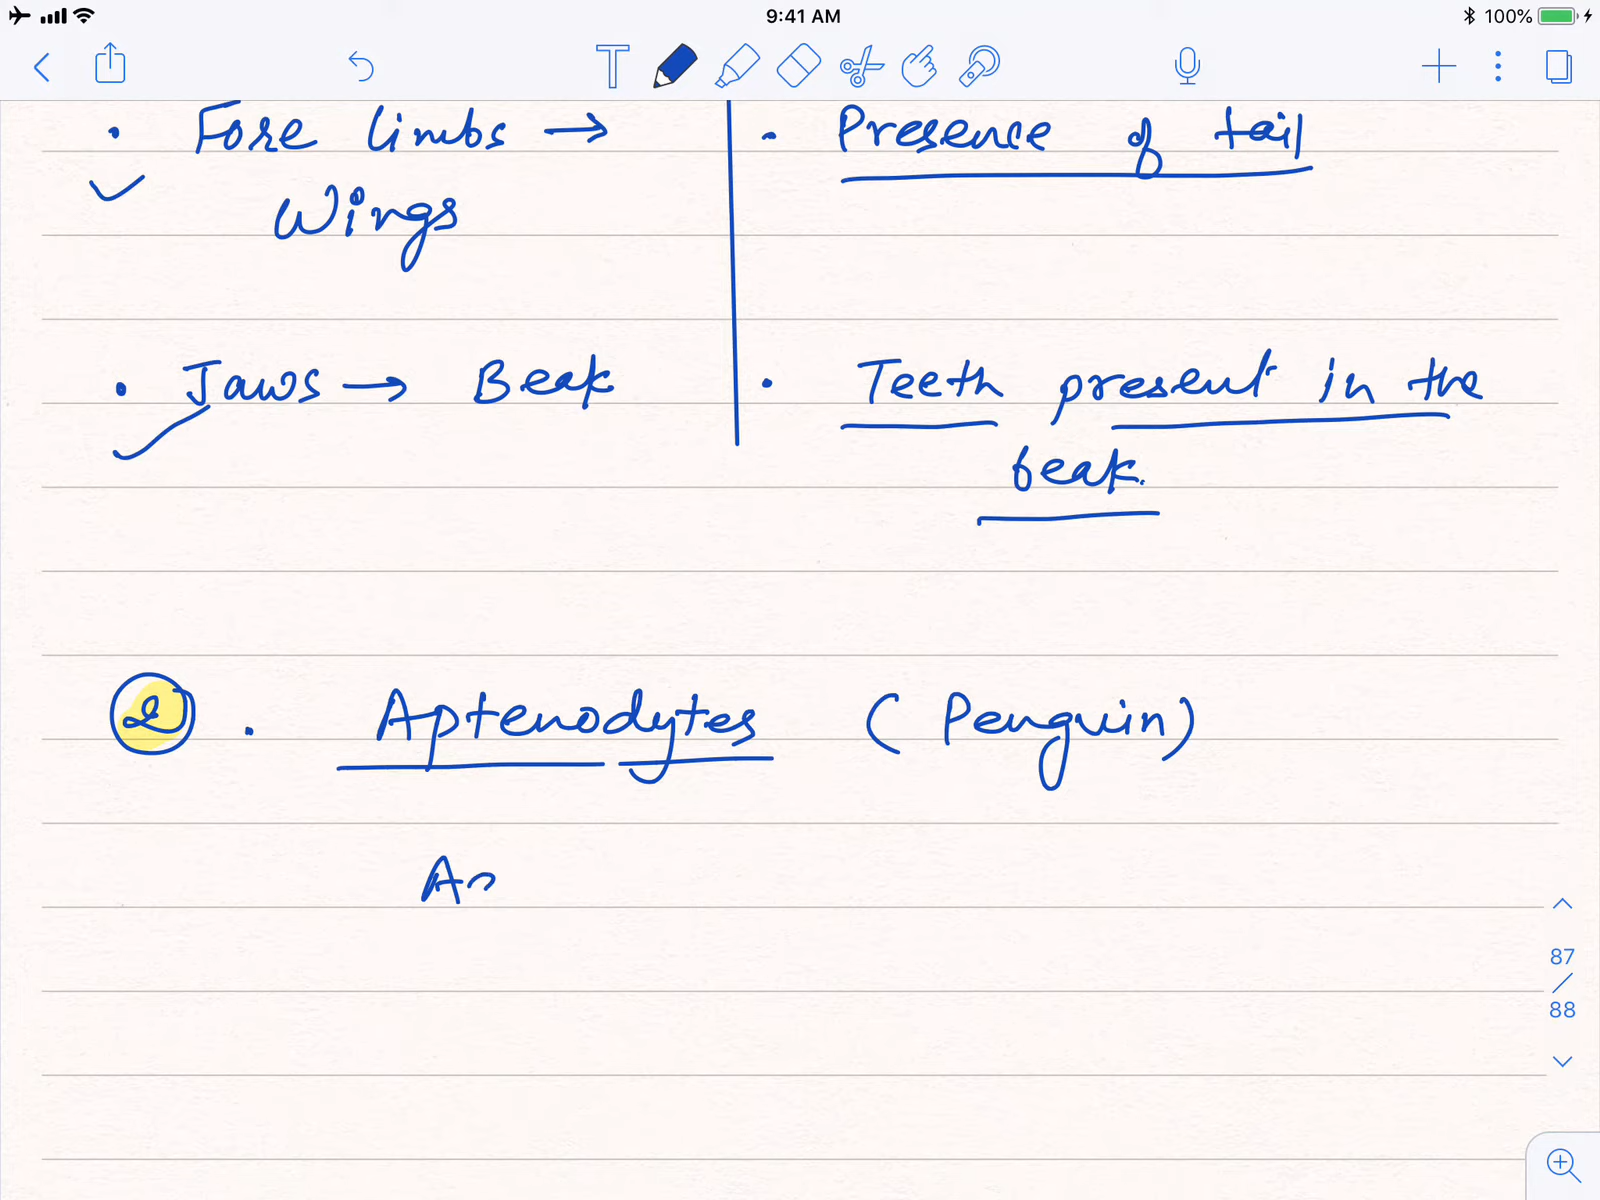 9:41 AM
100%
T
• Fore limbs → • Presence of tail
Wings
• Jaws → Beak • Teeth present in the
beak.
2 . Aptenodytes (Penguin)
87
/
88